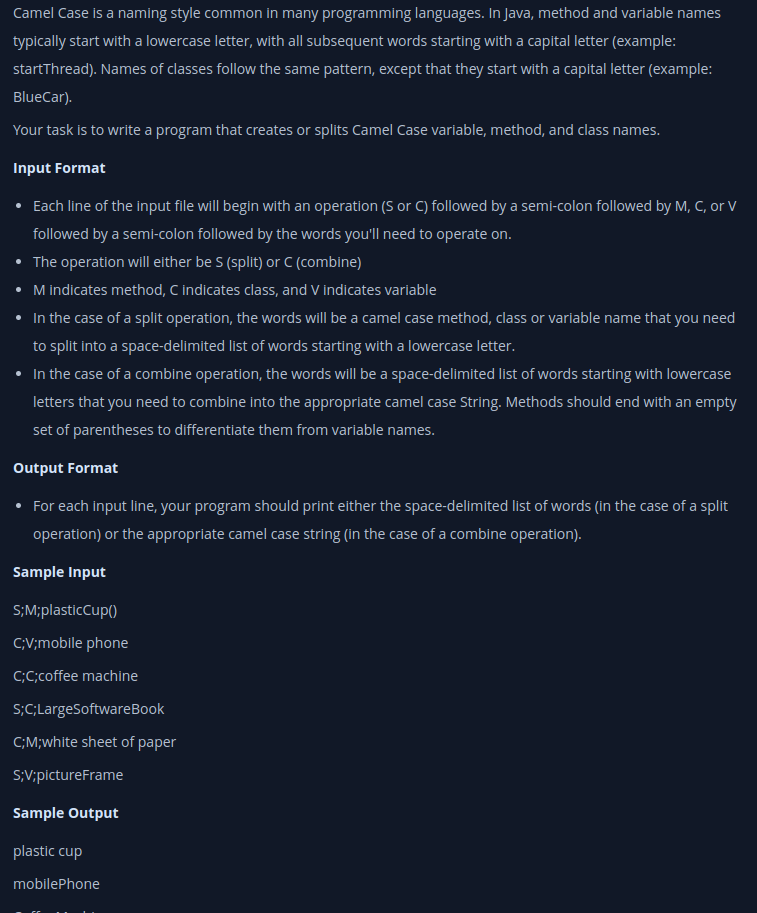 Camel Case is a naming style common in many programming languages. In Java, method and variable names
typically start with a lowercase letter, with all subsequent words starting with a capital letter (example:
startThread). Names of classes follow the same pattern, except that they start with a capital letter (example:
BlueCar).
Your task is to write a program that creates or splits Camel Case variable, method, and class names.
Input Format
• Each line of the input file will begin with an operation (S or C) followed by a semi-colon followed by M, C, or V
followed by a semi-colon followed by the words you'll need to operate on.
• The operation will either be S (split) or C (combine)
• M indicates method, C indicates class, and V indicates variable
• In the case of a split operation, the words will be a camel case method, class or variable name that you need
to split into a space-delimited list of words starting with a lowercase letter.
• In the case of a combine operation, the words will be a space-delimited list of words starting with lowercase
letters that you need to combine into the appropriate camel case String. Methods should end with an empty
set of parentheses to differentiate them from variable names.
Output Format
• For each input line, your program should print either the space-delimited list of words (in the case of a split
operation) or the appropriate camel case string (in the case of a combine operation).
Sample Input
S;M;plasticCup()
C;V;mobile phone
C;C;coffee machine
S;C;LargeSoftwareBook
C;M;white sheet of paper
S;V;pictureFrame
Sample Output
plastic cup
mobilePhone